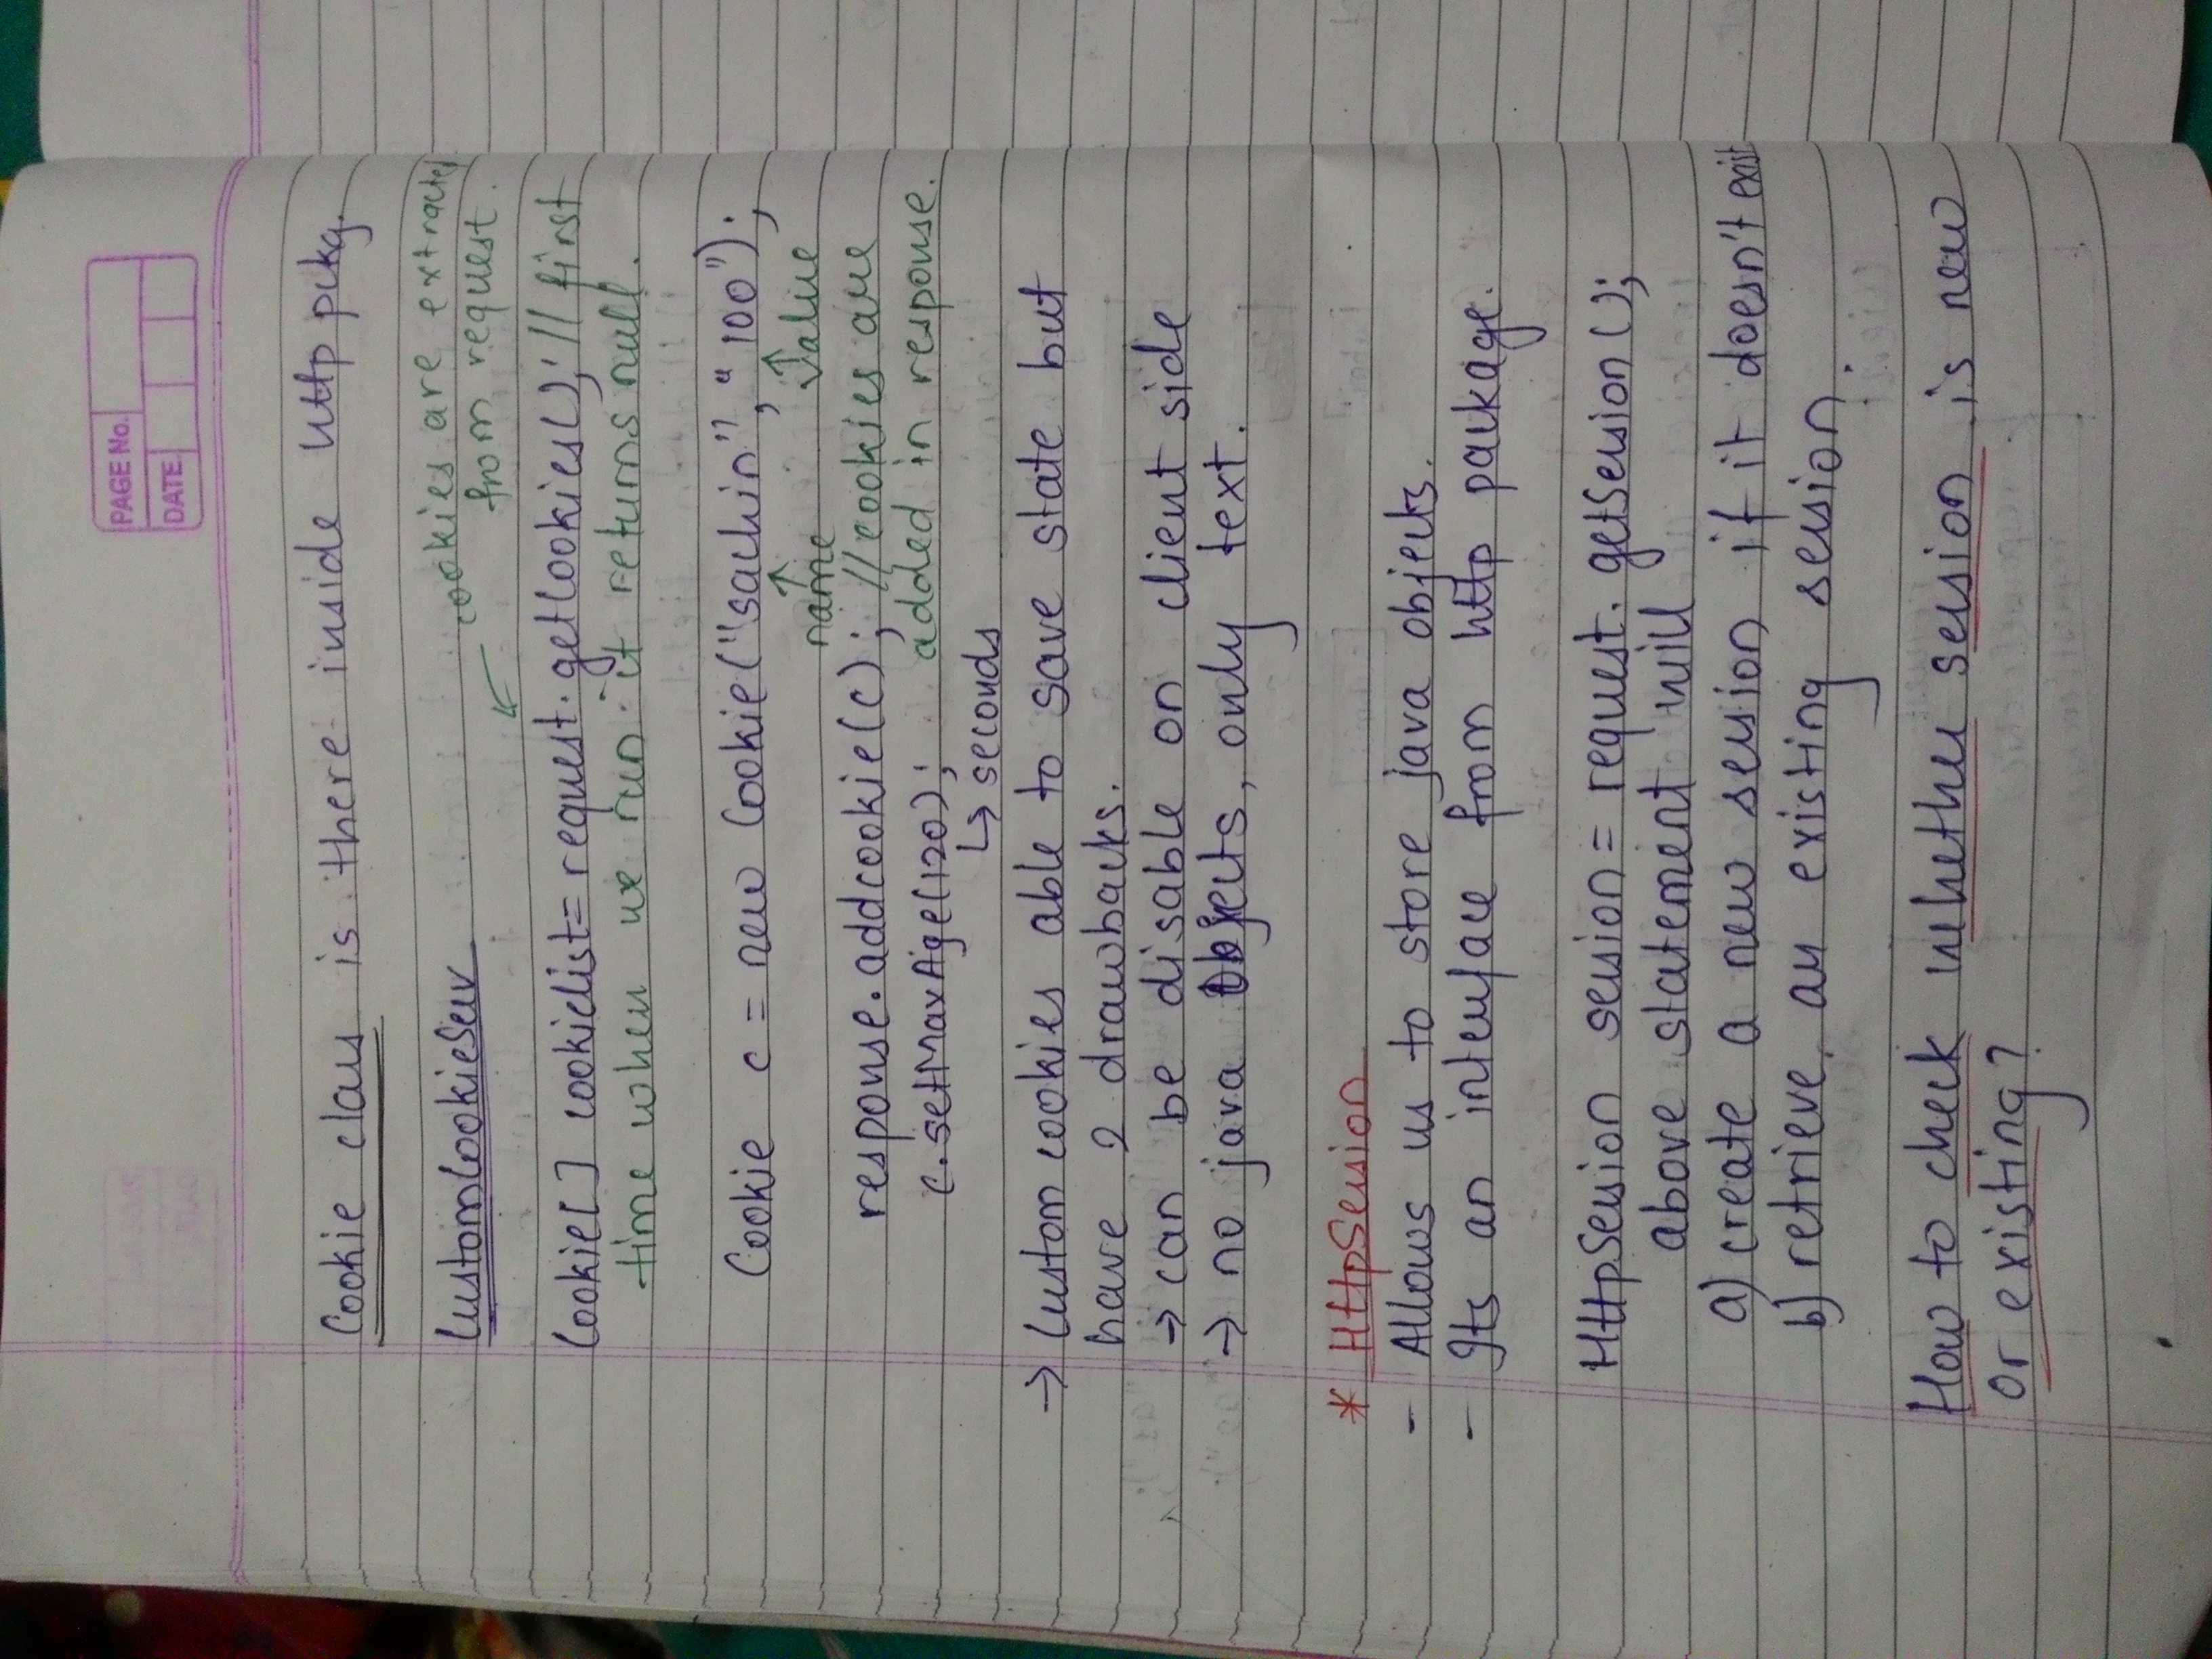 PAGE No.
DATE
Cookie class is there inside http pckg.
CustomCookieServ
cookies are extracted
from request.
Cookie[] cookielist = request.getCookies(); // first
time when we run it returns null.
Cookie c = new Cookie("sachin", "100");
name value
response.addcookie(c); //cookies are
c.setMaxAge(120); added in response.
↳ seconds
→ Custom cookies able to save state but
have 2 drawbacks.
→ can be disable on client side
→ no java Objects, only text.
* HttpSession
- Allows us to store java objects.
- Its an interface from http package.
HttpSession session = request.getSession();
above statement will
a) create a new session if it doesn't exist
b) retrieve an existing session.
How to check whether session is new
or existing?